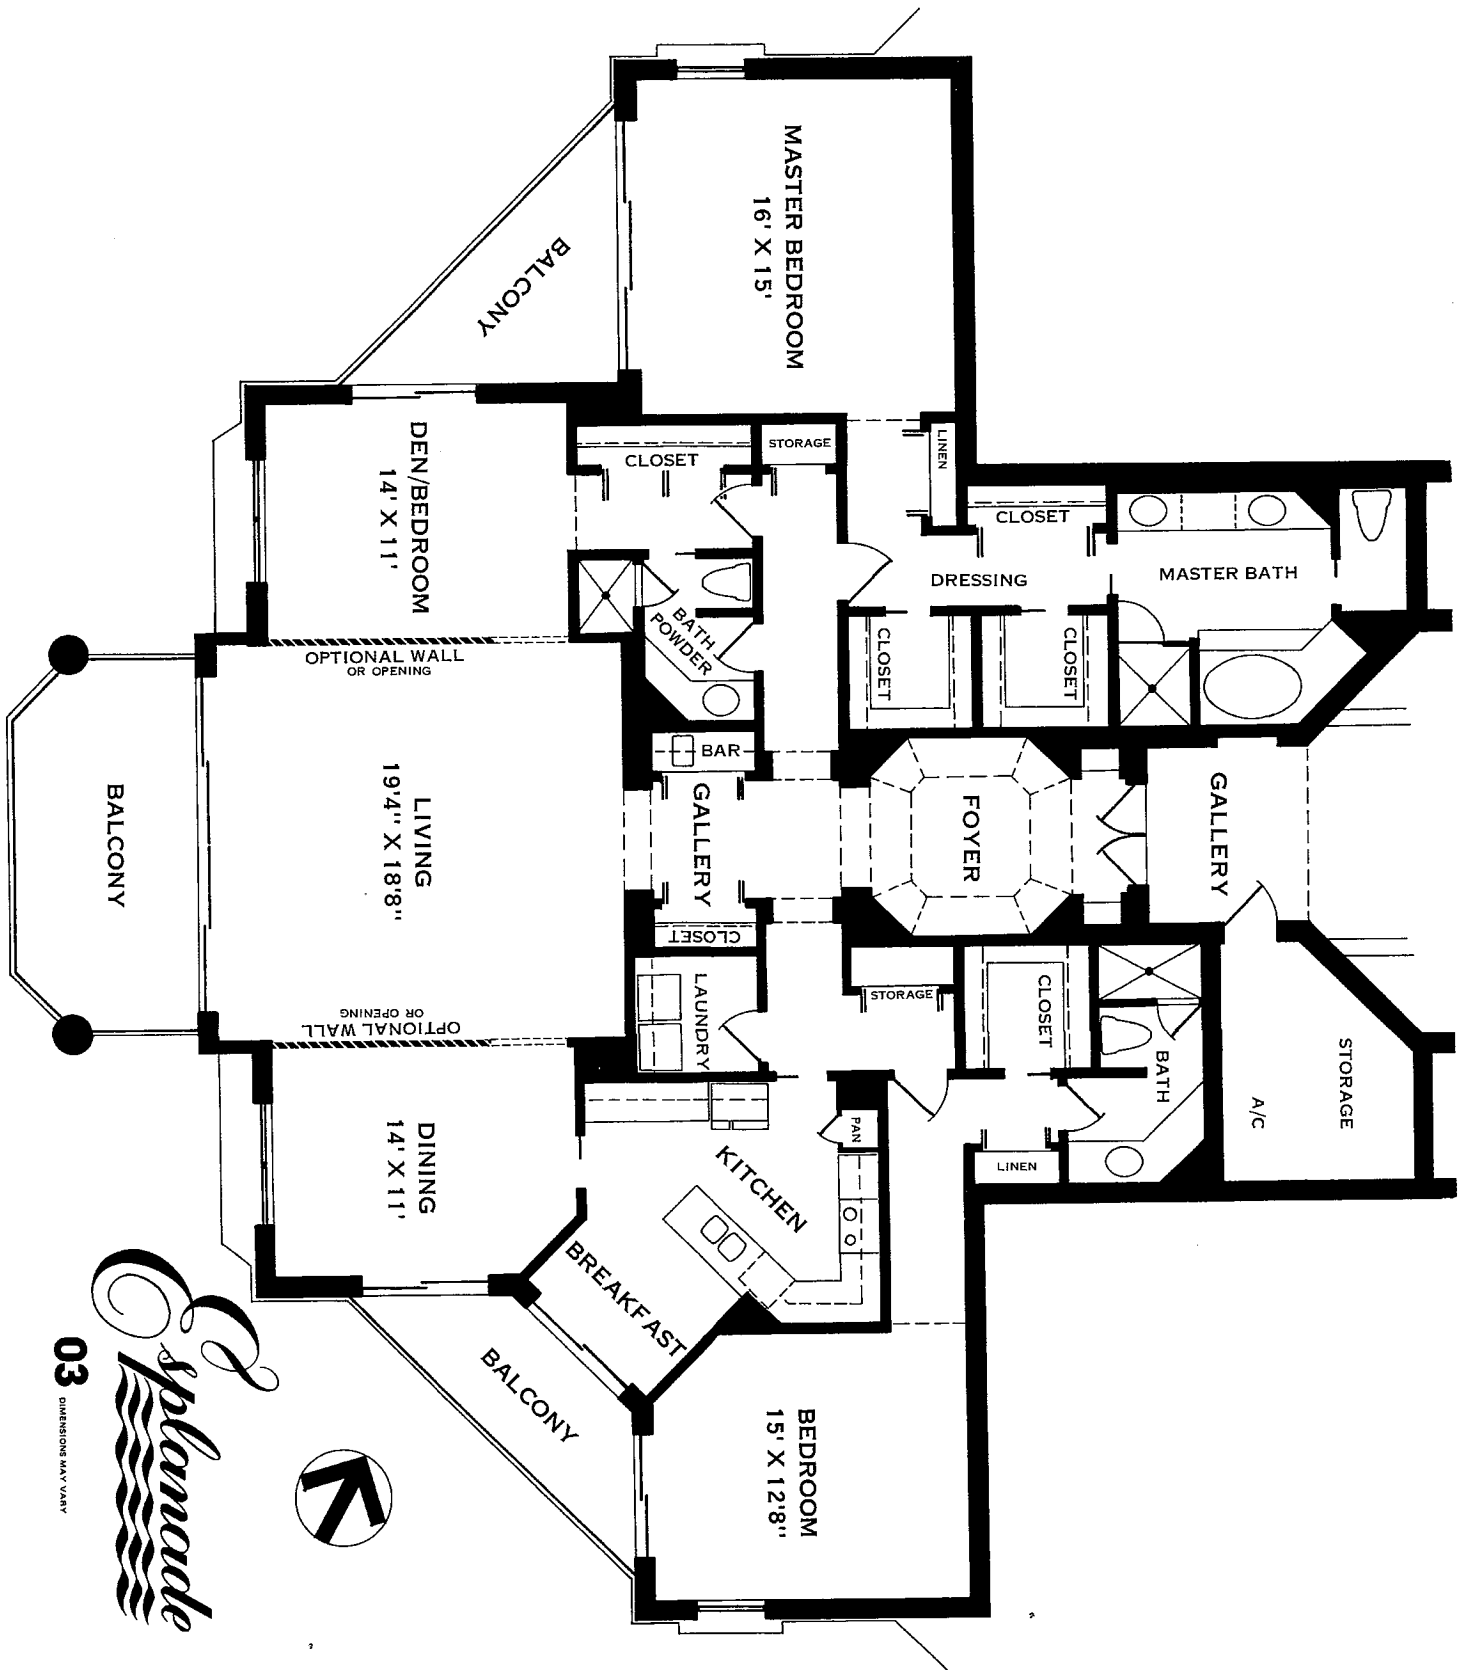 MASTER BEDROOM
16' X 15'
BALCONY
DEN/BEDROOM
14' X 11'
CLOSET
STORAGE
LINEN
CLOSET
DRESSING
MASTER BATH
CLOSET
CLOSET
BATH
POWDER
OPTIONAL WALL
OR OPENING
BAR
GALLERY
FOYER
GALLERY
BALCONY
LIVING
19'4" X 18'8"
CLOSET
LAUNDRY
STORAGE
CLOSET
BATH
A/C
STORAGE
OPTIONAL WALL
OR OPENING
DINING
14' X 11'
KITCHEN
PAN
LINEN
BREAKFAST
BALCONY
BEDROOM
15' X 12'8"
Esplanade
03
DIMENSIONS MAY VARY